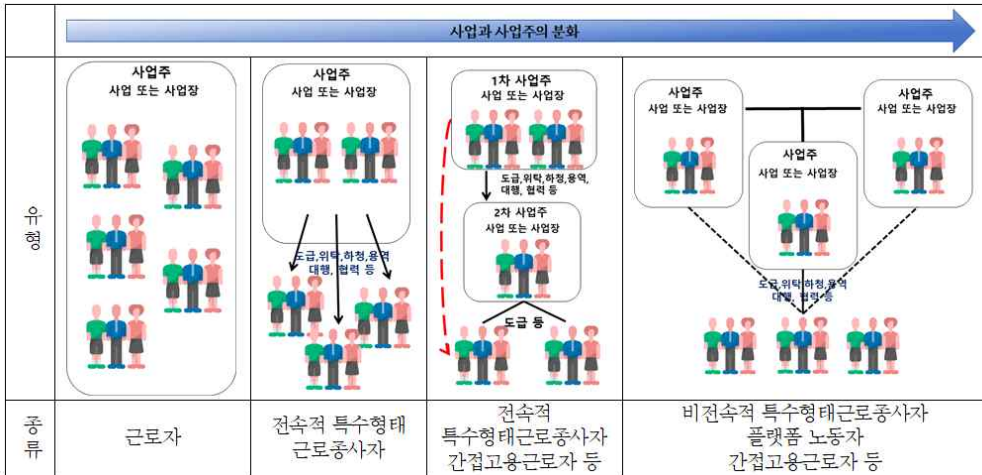 사업과 사업주의 분화
유형
사업주
사업 또는 사업장
사업주
사업 또는 사업장
도급,위탁,하청,용역
대행, 협력 등
1차 사업주
사업 또는 사업장
도급,위탁,하청,용역,
대행, 협력 등
2차 사업주
사업 또는 사업장
도급 등
사업주
사업 또는 사업장
사업주
사업 또는 사업장
사업주
사업 또는 사업장
도급,위탁,하청,용역
대행, 협력 등
종류
근로자
전속적 특수형태
근로종사자
전속적
특수형태근로종사자
간접고용근로자 등
비전속적 특수형태근로종사자
플랫폼 노동자
간접고용근로자 등